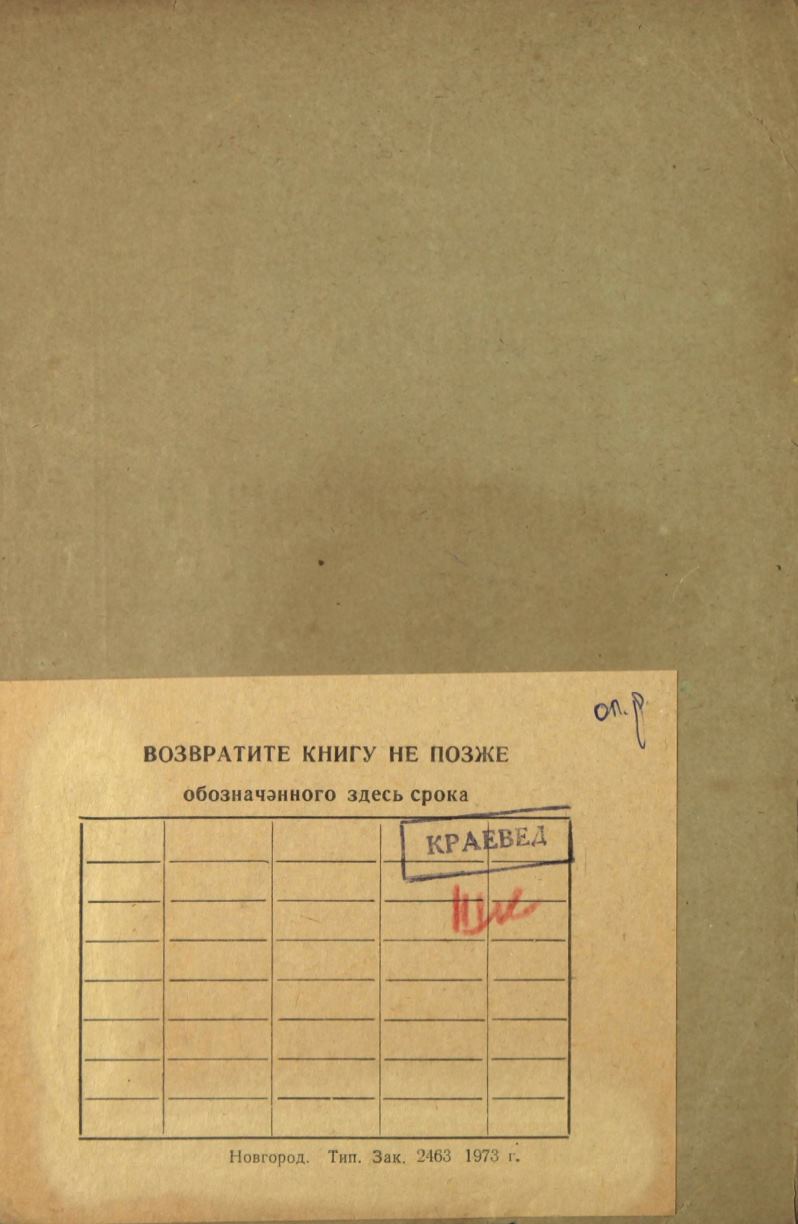 ВОЗВРАТИТЕ КНИГУ НЕ ПОЗЖЕ
обозначэнного здесь срока
КРАЕВЕД
Новгород. Тип. Зак. 2463 1973 г.